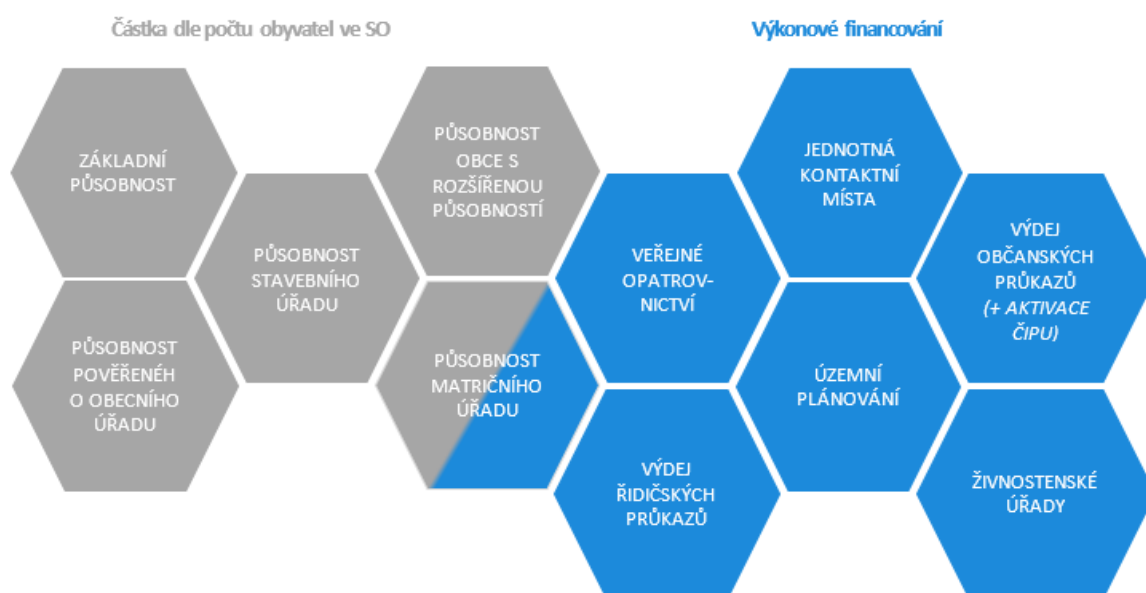 Částka dle počtu obyvatel ve SO
Výkonové financování
ZÁKLADNÍ
PŮSOBNOST
PŮSOBNOST
POVĚŘENÉH
O OBECNÍHO
ÚŘADU
PŮSOBNOST
STAVEBNÍHO
ÚŘADU
PŮSOBNOST
OBCE S
ROZŠÍŘENOU
PŮSOBNOSTÍ
PŮSOBNOST
MATRIČNÍHO
ÚŘADU
VEŘEJNÉ
OPATROV-
NICTVÍ
VÝDEJ
ŘIDIČSKÝCH
PRŮKAZŮ
JEDNOTNÁ
KONTAKTNÍ
MÍSTA
ÚZEMNÍ
PLÁNOVÁNÍ
VÝDEJ
OBČANSKÝCH
PRŮKAZŮ
(+ AKTIVACE
ČIPU)
ŽIVNOSTENSKÉ
ÚŘADY